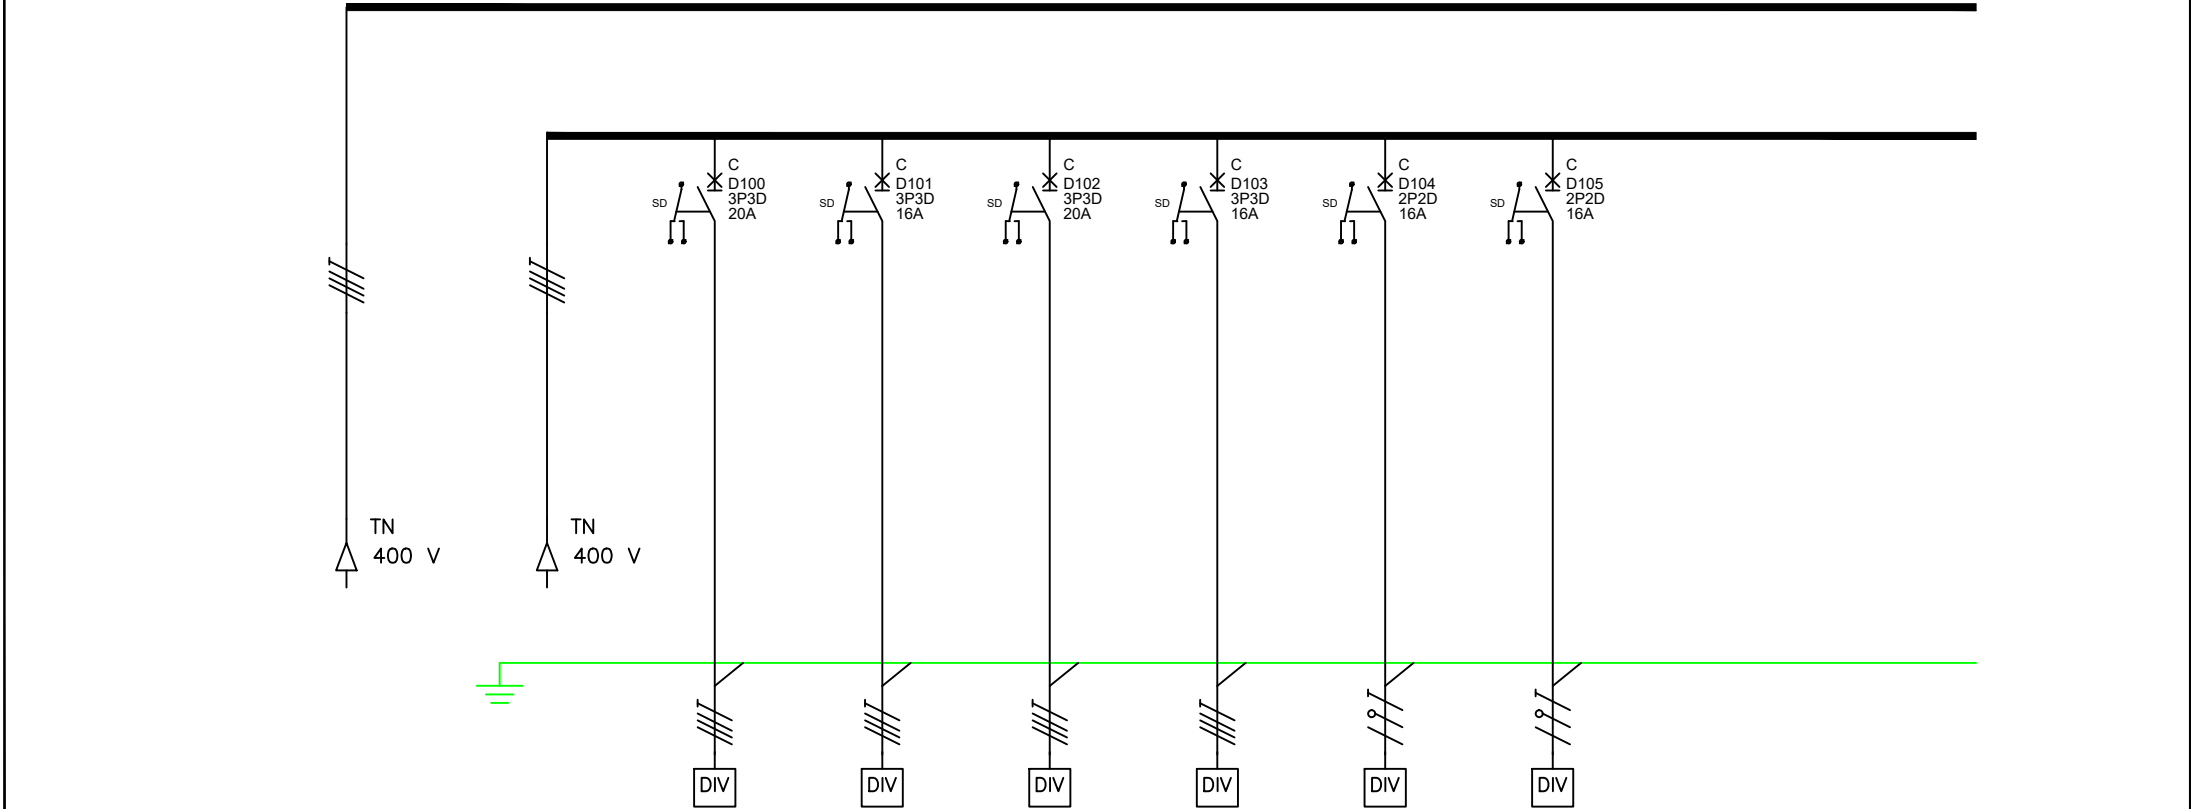 C
D100
SD
3P3D
20A
C
D101
SD
3P3D
16A
C
D102
SD
3P3D
20A
C
D103
SD
3P3D
16A
C
D104
SD
2P2D
16A
C
D105
SD
2P2D
16A
TN
400 V
TN
400 V
DIV
DIV
DIV
DIV
DIV
DIV